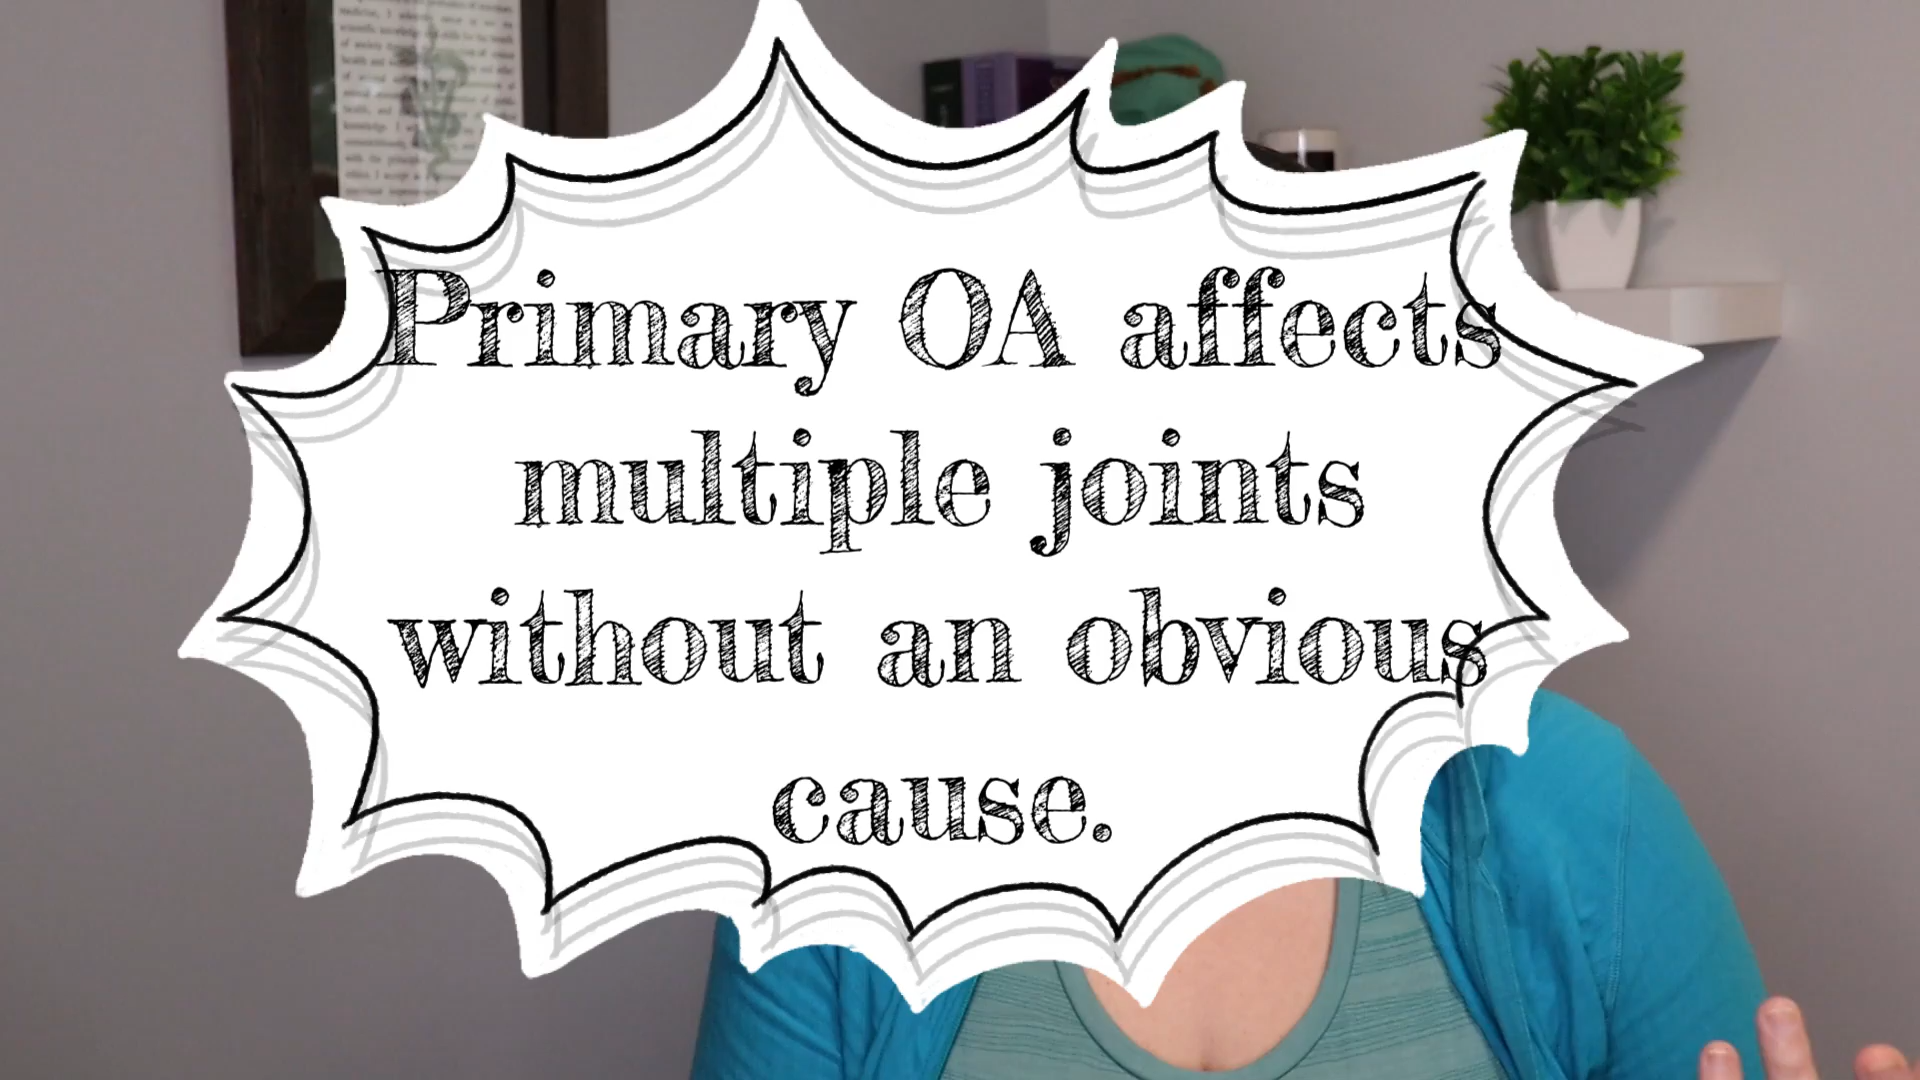 Primary OA affects
multiple joints
without an obvious
cause.